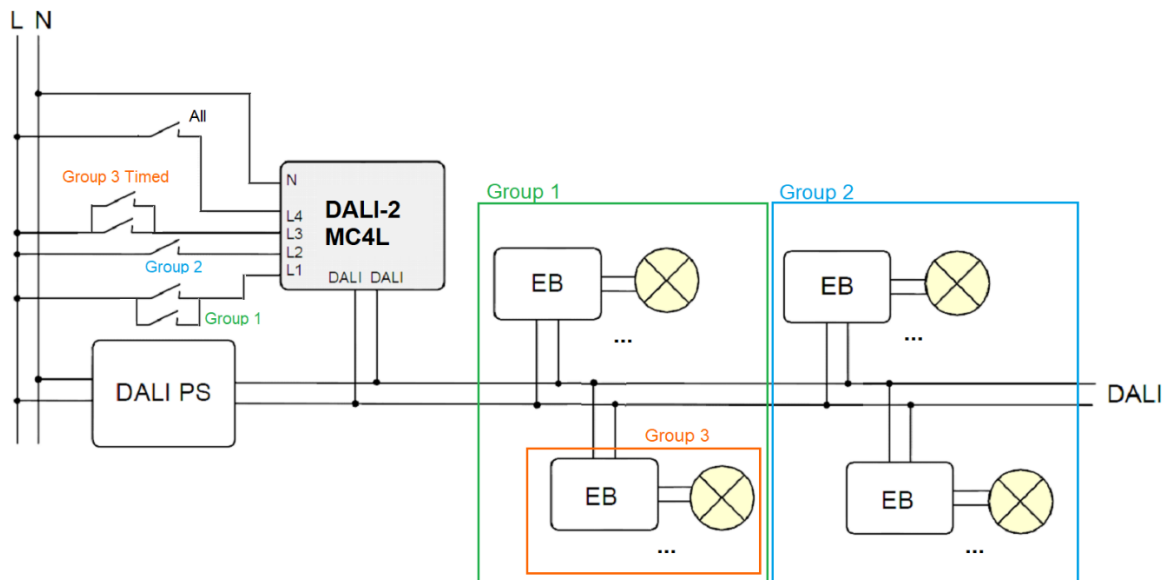 L N
All
Group 3 Timed
N
L4
L3
L2
L1
DALI-2
MC4L
DALI DALI
Group 2
Group 1
DALI PS
Group 1
EB
...
Group 2
EB
...
DALI
Group 3
EB
...
EB
...